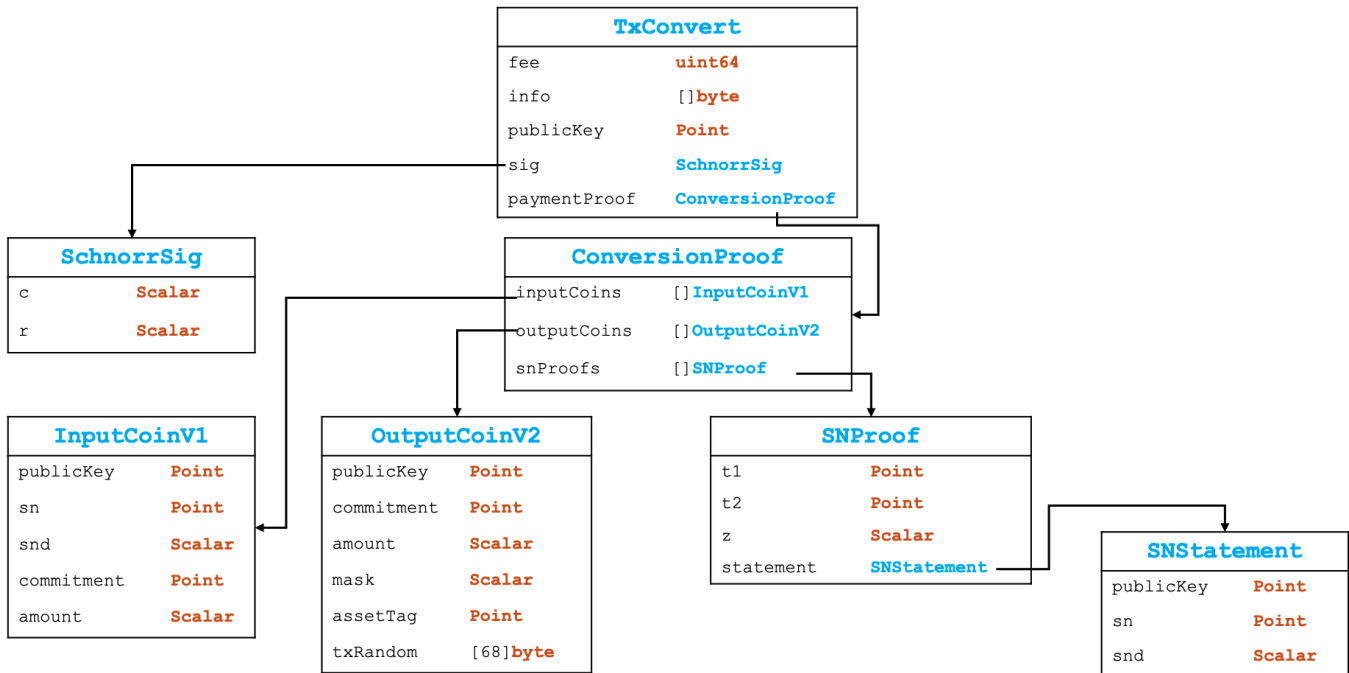 TxConvert
fee uint64
info []byte
publicKey Point
sig SchnorrSig
paymentProof ConversionProof
SchnorrSig
c Scalar
r Scalar
ConversionProof
inputCoins []InputCoinV1
outputCoins []OutputCoinV2
snProofs []SNProof
InputCoinV1
publicKey Point
sn Point
snd Scalar
commitment Point
amount Scalar
OutputCoinV2
publicKey Point
commitment Point
amount Scalar
mask Scalar
assetTag Point
txRandom [68]byte
SNProof
t1 Point
t2 Point
z Scalar
statement SNStatement
SNStatement
publicKey Point
sn Point
snd Scalar